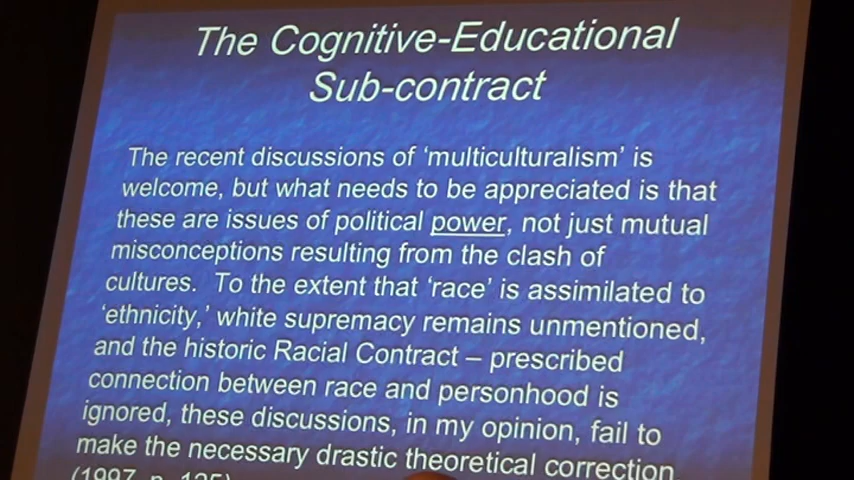 The Cognitive-Educational
Sub-contract
The recent discussions of ‘multiculturalism’ is
welcome, but what needs to be appreciated is that
these are issues of political power, not just mutual
misconceptions resulting from the clash of
cultures. To the extent that ‘race’ is assimilated to
‘ethnicity,’ white supremacy remains unmentioned,
and the historic Racial Contract – prescribed
connection between race and personhood is
ignored, these discussions, in my opinion, fail to
make the necessary drastic theoretical correction
(1997, p. 125)